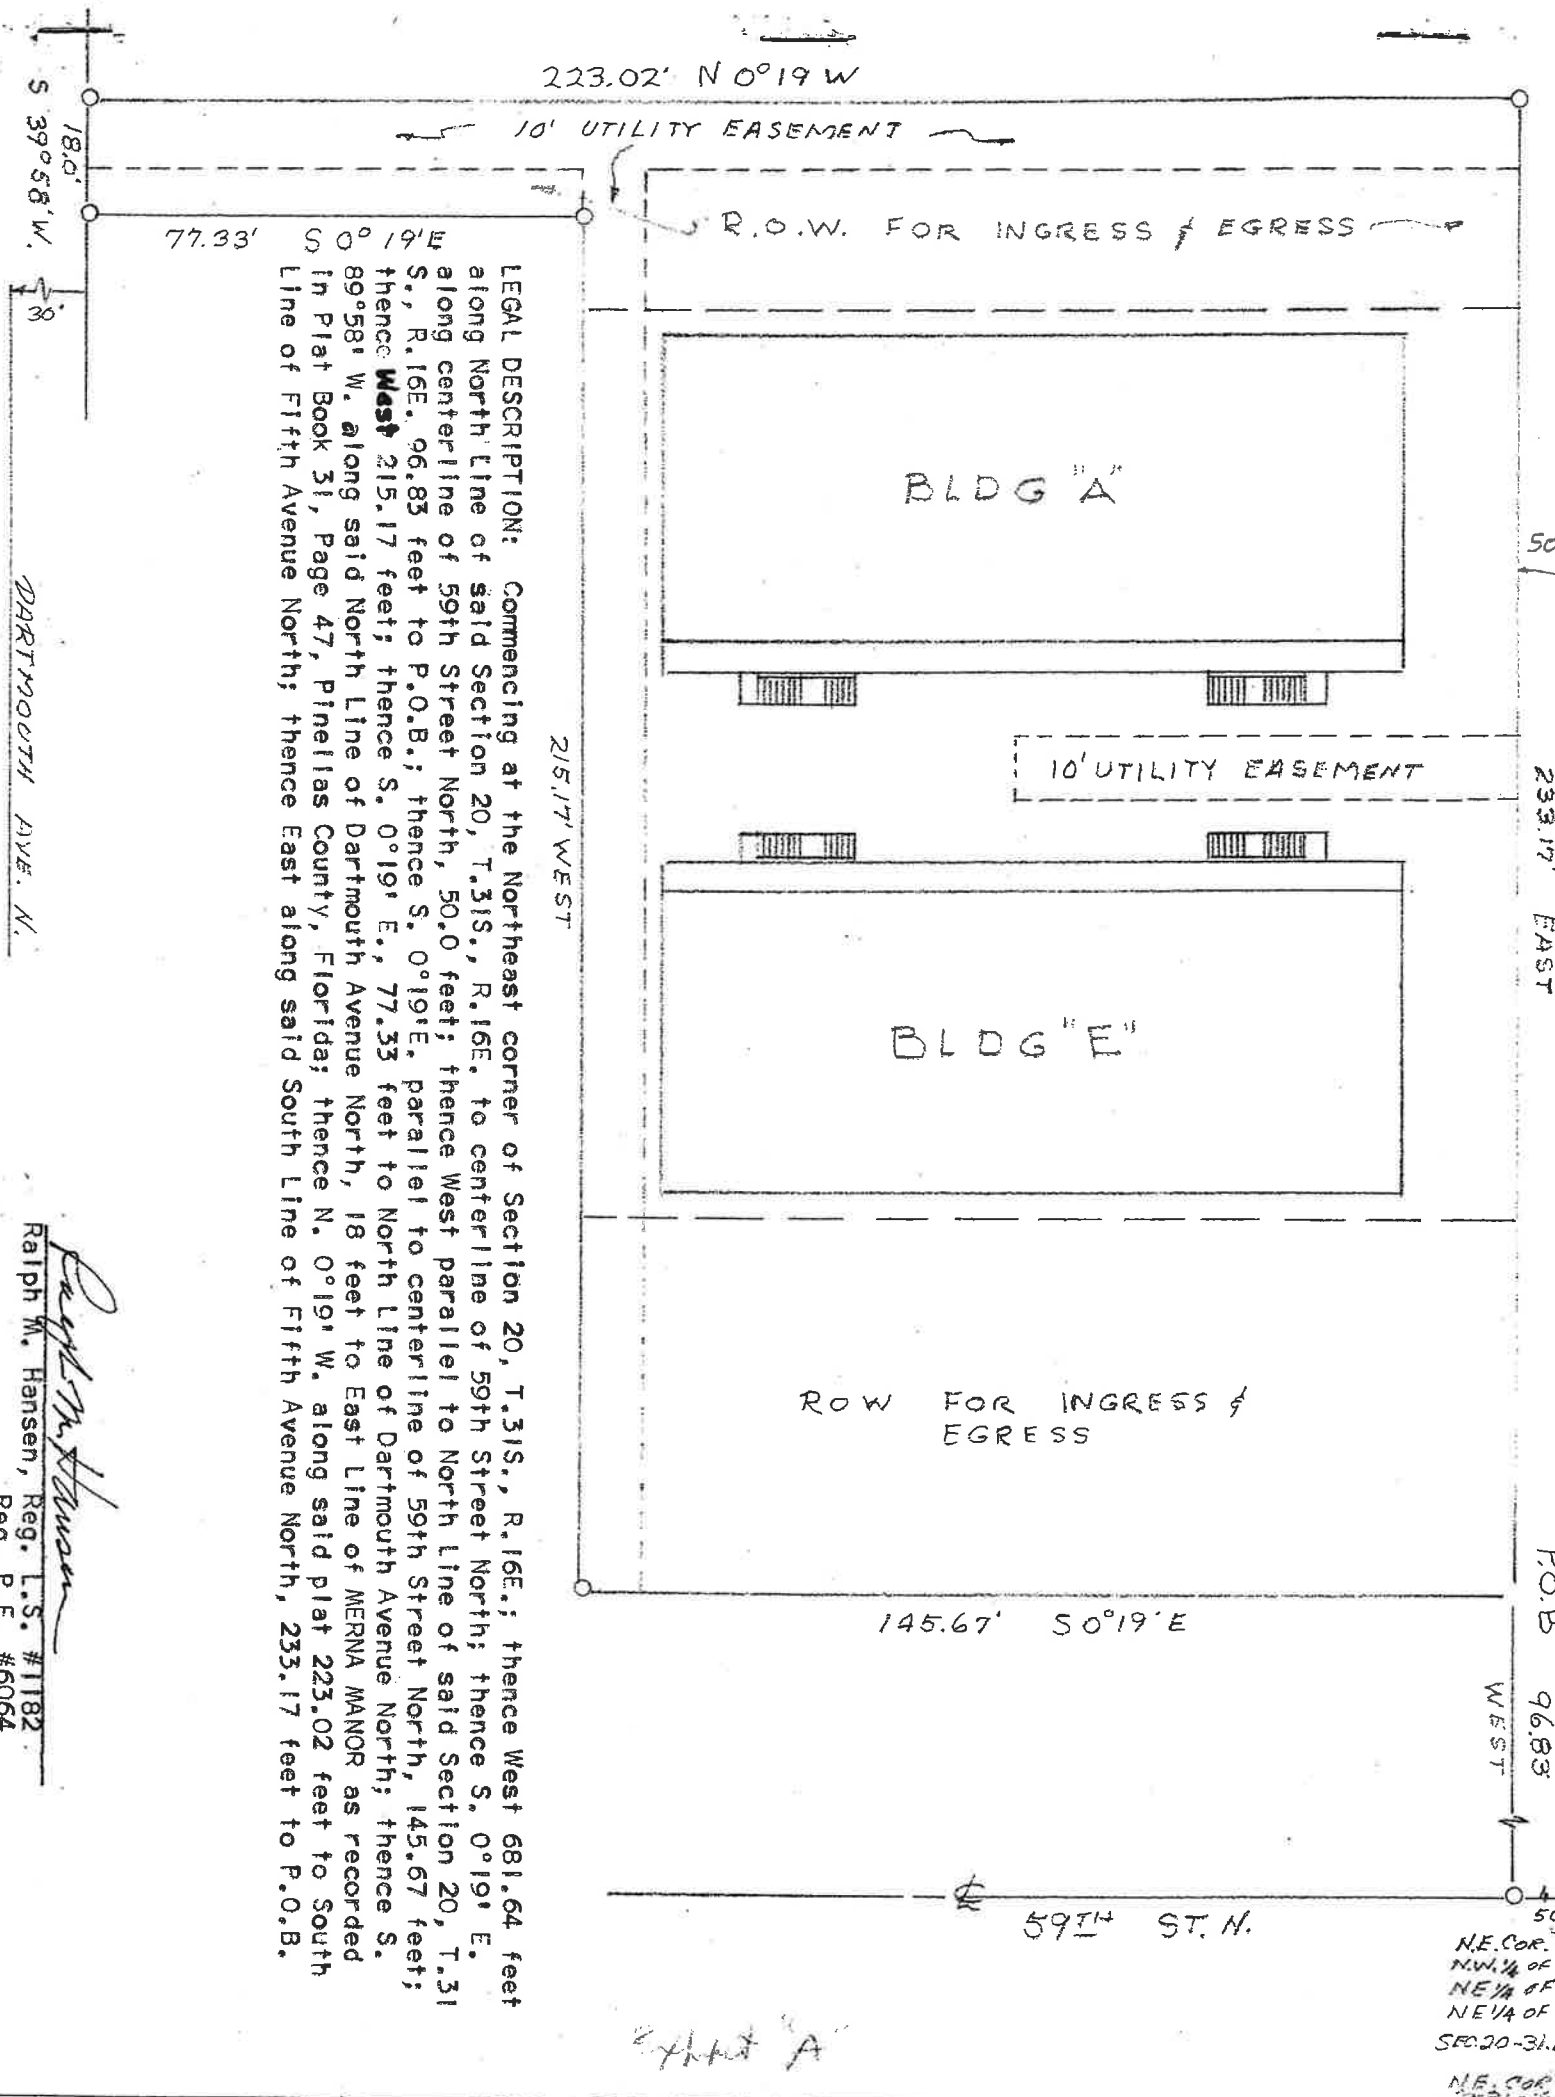 223.02' N 0°19 W
10' UTILITY EASEMENT
R.O.W. FOR INGRESS & EGRESS
18.0'
S 39°58'W.
30'
77.33' S 0° 19'E
BLDG "A"
50
10' UTILITY EASEMENT
233.17' EAST
215.17' WEST
BLDG "E"
DARTMOUTH AVE. N.
LEGAL DESCRIPTION: Commencing at the Northeast corner of Section 20, T.31S., R.16E.; thence West 681.64 feet
along North Line of said Section 20, T.31S., R.16E. to centerline of 59th Street North; thence S. 0°19' E.
along centerline of 59th Street North, 50.0 feet; thence West parallel to North Line of said Section 20, T.31
S., R.16E. 96.83 feet to P.O.B.; thence S. 0°19'E. parallel to centerline of 59th Street North, 145.67 feet;
thence West 215.17 feet; thence S. 0°19' E., 77.33 feet to North Line of Dartmouth Avenue North; thence S.
89°58' W. along said North Line of Dartmouth Avenue North, 18 feet to East Line of MERNA MANOR as recorded
in Plat Book 31, Page 47, Pinellas County, Florida; thence N. 0°19' W. along said plat 223.02 feet to South
Line of Fifth Avenue North; thence East along said South Line of Fifth Avenue North, 233.17 feet to P.O.B.
ROW FOR INGRESS &
EGRESS
P.O.B
96.83
WEST
145.67' S 0°19'E
Ralph M. Hansen
Ralph M. Hansen, Reg. L.S. #1182
Reg. P.E. #6064
59TH ST. N.
50
N.E. COR.
N.W. 1/4 OF
NE 1/4 OF
NE 1/4 OF
SEC. 20-31.
N.E. COR
Exhibit "A"